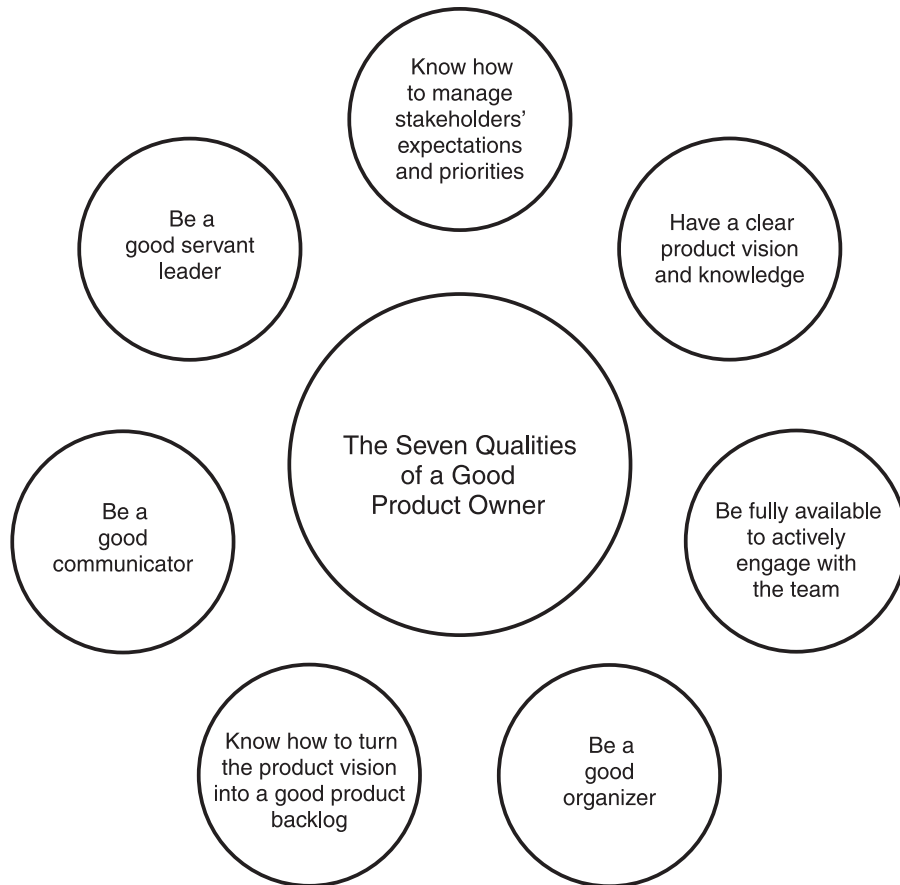 Know how
to manage
stakeholders'
expectations
and priorities
Have a clear
product vision
and knowledge
Be fully available
to actively
engage with
the team
Be a
good
organizer
Know how to turn
the product vision
into a good product
backlog
Be a
good
communicator
Be a
good servant
leader
The Seven Qualities
of a Good
Product Owner